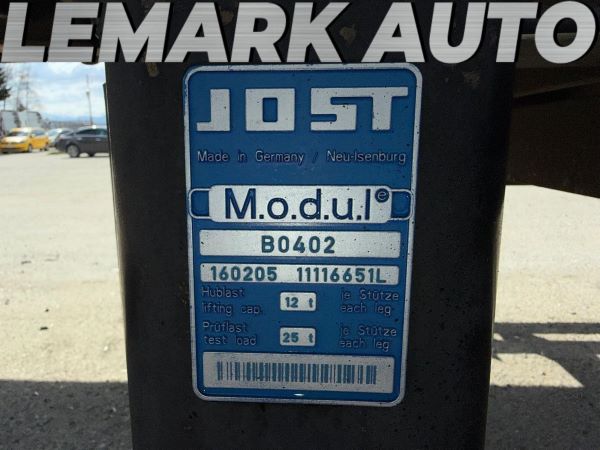 LEMARK AUTO
JOST
Made in Germany / Neu-Isenburg
M.o.d.u.l e
B0402
160205 11116651L
Hublast 12 t je Stütze
lifting cap. each leg.
Prüflast 25 t je Stütze
test load each leg.